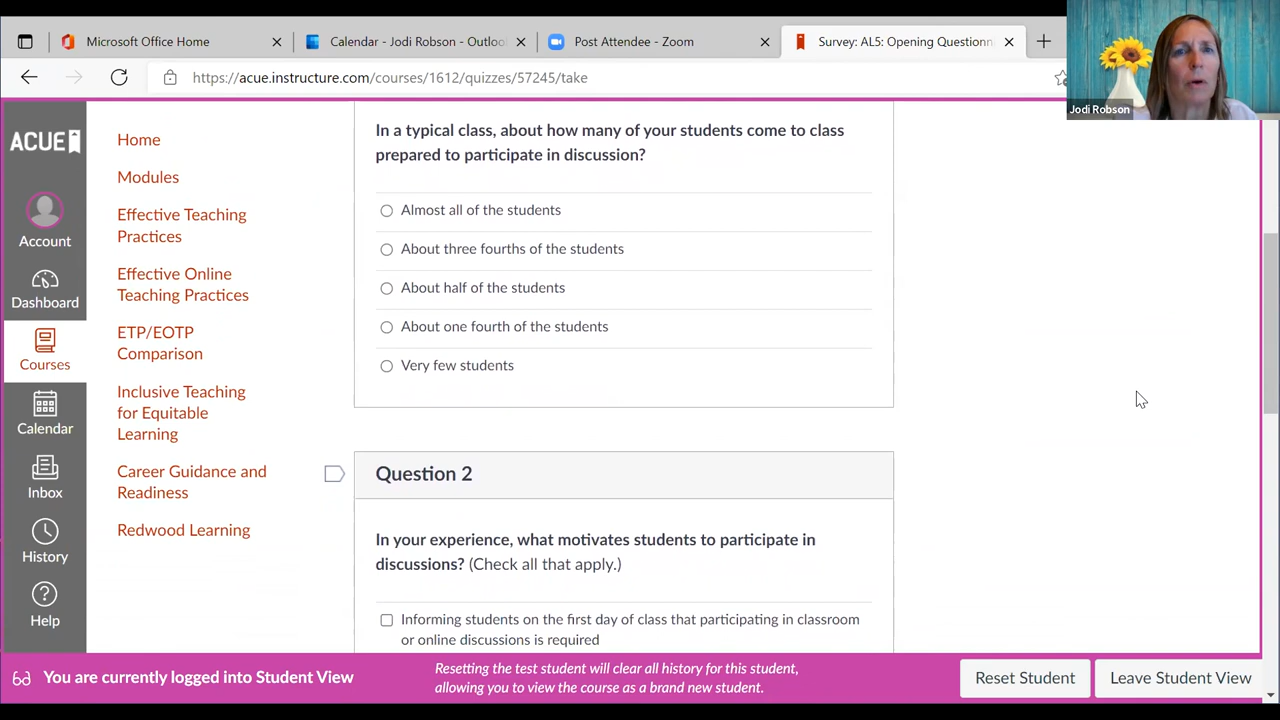 Microsoft Office Home
Calendar - Jodi Robson - Outloo
Post Attendee - Zoom
Survey: AL5: Opening Questionn
https://acue.instructure.com/courses/1612/quizzes/57245/take
Jodi Robson
ACUE
Account
Dashboard
Courses
Calendar
Inbox
History
Help
Home
Modules
Effective Teaching
Practices
Effective Online
Teaching Practices
ETP/EOTP
Comparison
Inclusive Teaching
for Equitable
Learning
Career Guidance and
Readiness
Redwood Learning
In a typical class, about how many of your students come to class
prepared to participate in discussion?
Almost all of the students
About three fourths of the students
About half of the students
About one fourth of the students
Very few students
Question 2
In your experience, what motivates students to participate in
discussions? (Check all that apply.)
Informing students on the first day of class that participating in classroom
or online discussions is required
You are currently logged into Student View
Resetting the test student will clear all history for this student,
allowing you to view the course as a brand new student.
Reset Student
Leave Student View